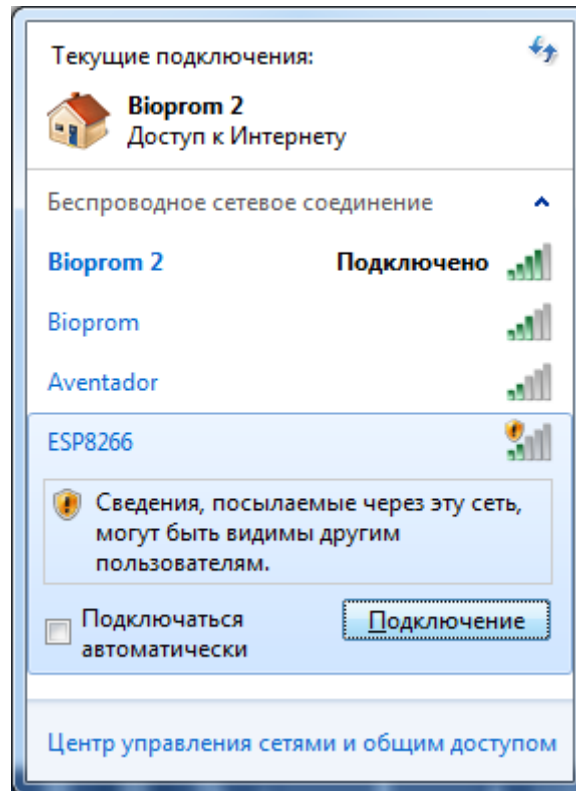 Текущие подключения:
Bioprom 2
Доступ к Интернету
Беспроводное сетевое соединение
Bioprom 2 Подключено
Bioprom
Aventador
ESP8266
Сведения, посылаемые через эту сеть,
могут быть видимы другим
пользователям.
Подключаться
автоматически
Подключение
Центр управления сетями и общим доступом